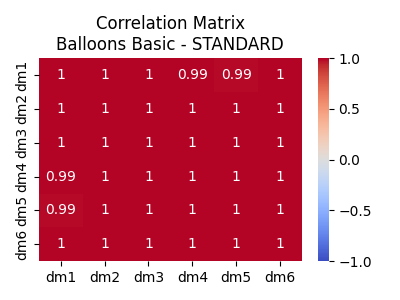 Correlation Matrix
Balloons Basic - STANDARD
dm1 1 1 1 0.99 0.99 1
dm2 1 1 1 1 1 1
dm3 1 1 1 1 1 1
dm4 0.99 1 1 1 1 1
dm5 0.99 1 1 1 1 1
dm6 1 1 1 1 1 1
dm1 dm2 dm3 dm4 dm5 dm6
1.0
0.5
0.0
−0.5
−1.0